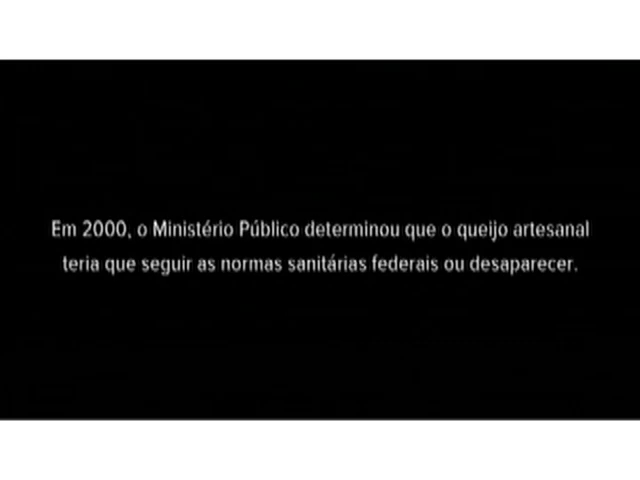 Em 2000, o Ministério Público determinou que o queijo artesanal
teria que seguir as normas sanitárias federais ou desaparecer.